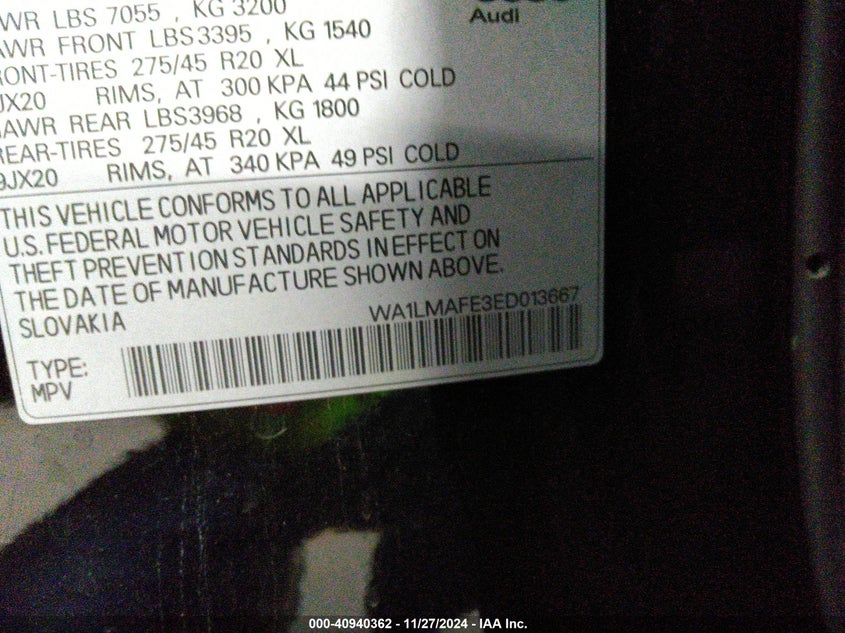 WR LBS 7055 , KG 3200
Audi
AWR FRONT LBS3395 , KG 1540
RONT-TIRES 275/45 R20 XL
JX20 RIMS, AT 300 KPA 44 PSI COLD
AWR REAR LBS3968 , KG 1800
REAR-TIRES 275/45 R20 XL
9JX20 RIMS, AT 340 KPA 49 PSI COLD
THIS VEHICLE CONFORMS TO ALL APPLICABLE
U.S. FEDERAL MOTOR VEHICLE SAFETY AND
THEFT PREVENTION STANDARDS IN EFFECT ON
THE DATE OF MANUFACTURE SHOWN ABOVE.
SLOVAKIA WA1LMAFE3ED013667
TYPE:
MPV
000-40940362 - 11/27/2024 - IAA Inc.